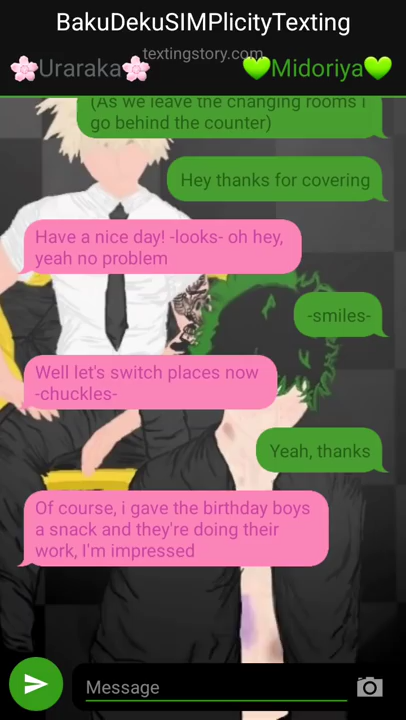 BakuDekuSIMPlicityTexting
textingstory.com
🌸Uraraka🌸
💚Midoriya💚
(As we leave the changing rooms i
go behind the counter)
Hey thanks for covering
Have a nice day! -looks- oh hey,
yeah no problem
-smiles-
Well let's switch places now
-chuckles-
Yeah, thanks
Of course, i gave the birthday boys
a snack and they're doing their
work, I'm impressed
Message